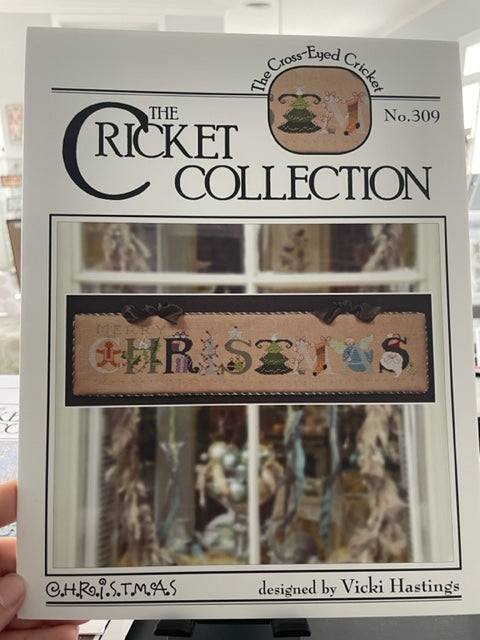 The Cross-Eyed Cricket
No.309
THE
CRICKET
COLLECTION
MERRY
CHRISTMAS
C.H.R.i.S.T.M.A.S
designed by Vicki Hastings